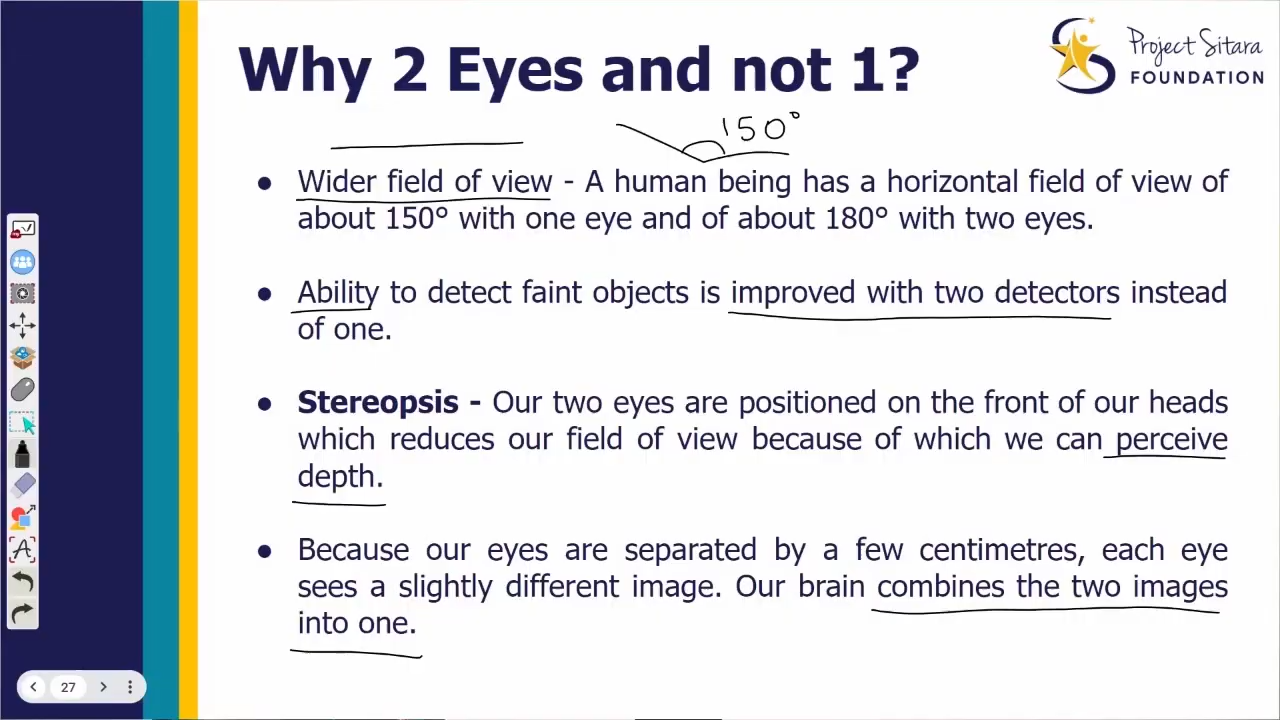 Why 2 Eyes and not 1?
Project Sitara
FOUNDATION
150°
● Wider field of view - A human being has a horizontal field of view of
about 150° with one eye and of about 180° with two eyes.
● Ability to detect faint objects is improved with two detectors instead
of one.
● Stereopsis - Our two eyes are positioned on the front of our heads
which reduces our field of view because of which we can perceive
depth.
● Because our eyes are separated by a few centimetres, each eye
sees a slightly different image. Our brain combines the two images
into one.
27